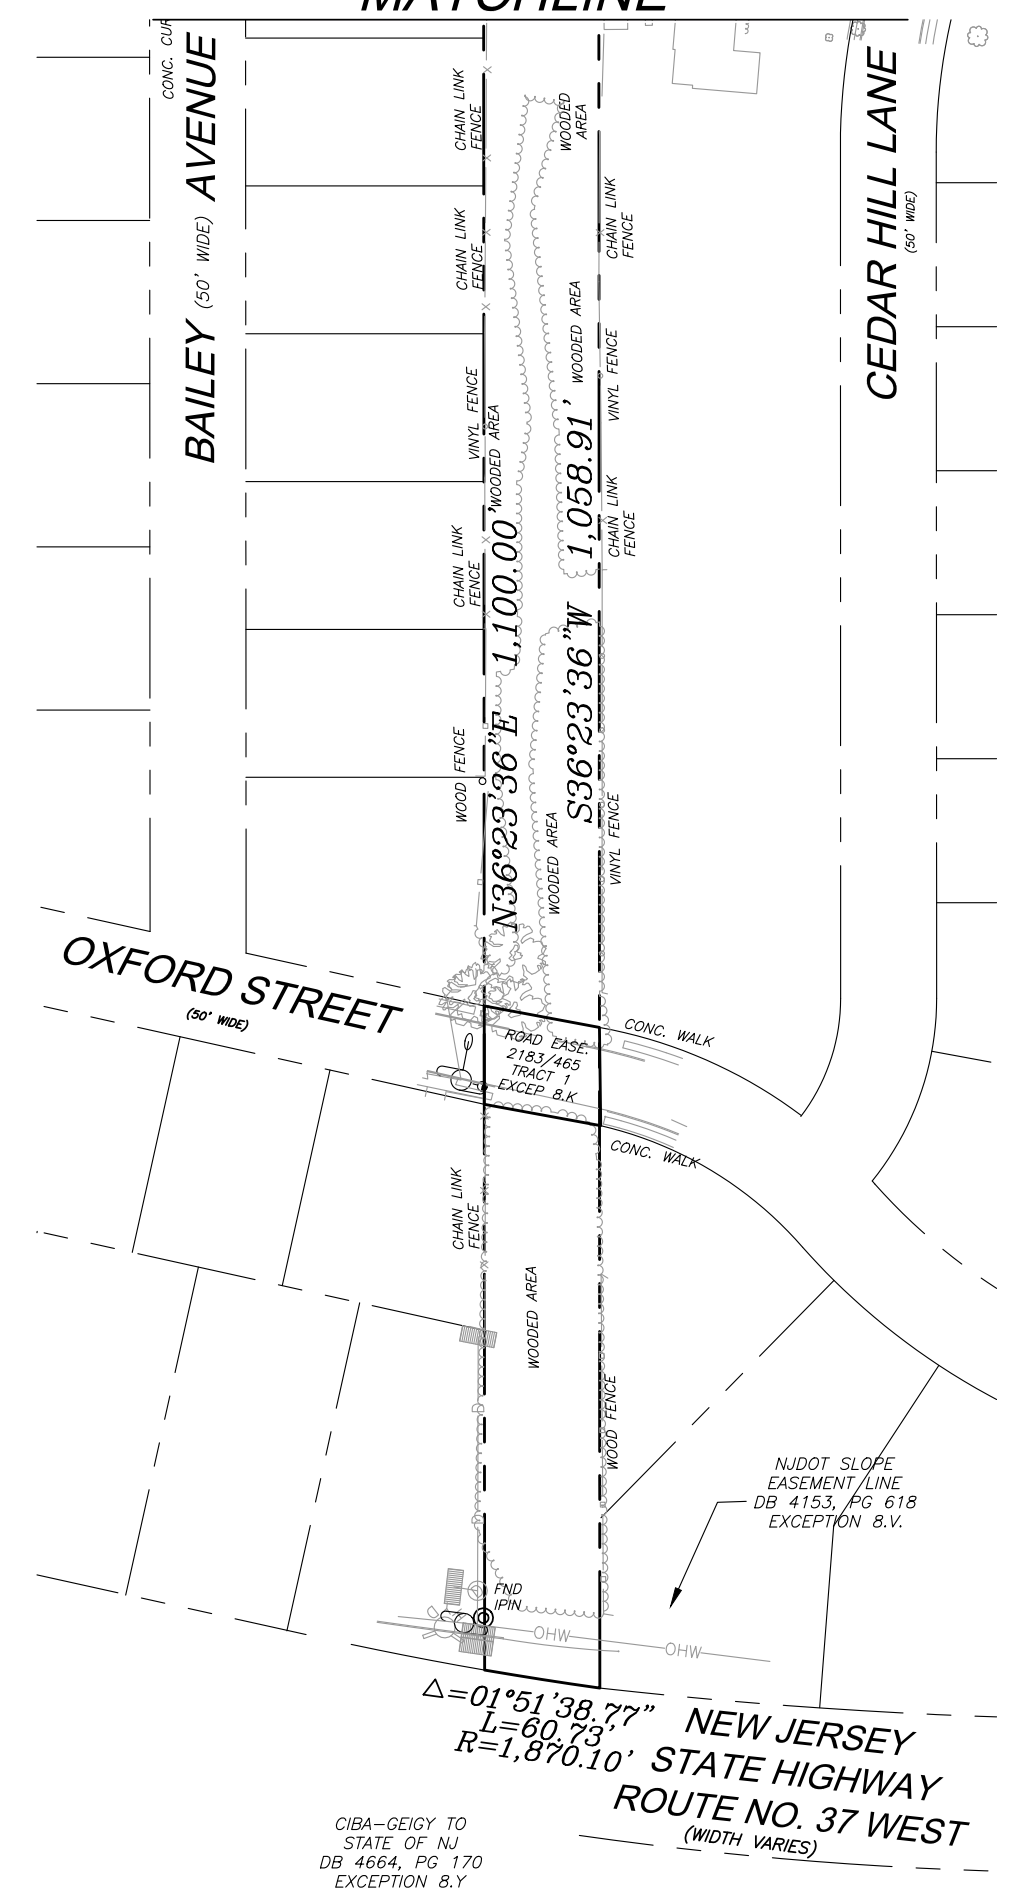 MATCHLINE
CONC. CUR
BAILEY (50' WIDE) AVENUE
CHAIN LINK
FENCE
WOODED
AREA
CEDAR HILL LANE
(50' WIDE)
CHAIN LINK
FENCE
CHAIN LINK
FENCE
WOODED AREA
VINYL FENCE
VINYL FENCE
WOODED AREA
CHAIN LINK
FENCE
CHAIN LINK
FENCE
N36°23'36"E 1,100.00'
S36°23'36"W 1,058.91'
WOOD FENCE
WOODED AREA
VINYL FENCE
OXFORD STREET
(50' WIDE)
CONC. WALK
ROAD EASE.
2183/465
TRACT 1
EXCEP 8.K
CONC. WALK
CHAIN LINK
FENCE
WOODED AREA
WOOD FENCE
NJDOT SLOPE
EASEMENT LINE
DB 4153, PG 618
EXCEPTION 8.V.
FND
IPIN
OHW
OHW
Δ=01°51'38.77"
L=60.73'
R=1,870.10'
NEW JERSEY
STATE HIGHWAY
ROUTE NO. 37 WEST
(WIDTH VARIES)
CIBA-GEIGY TO
STATE OF NJ
DB 4664, PG 170
EXCEPTION 8.Y